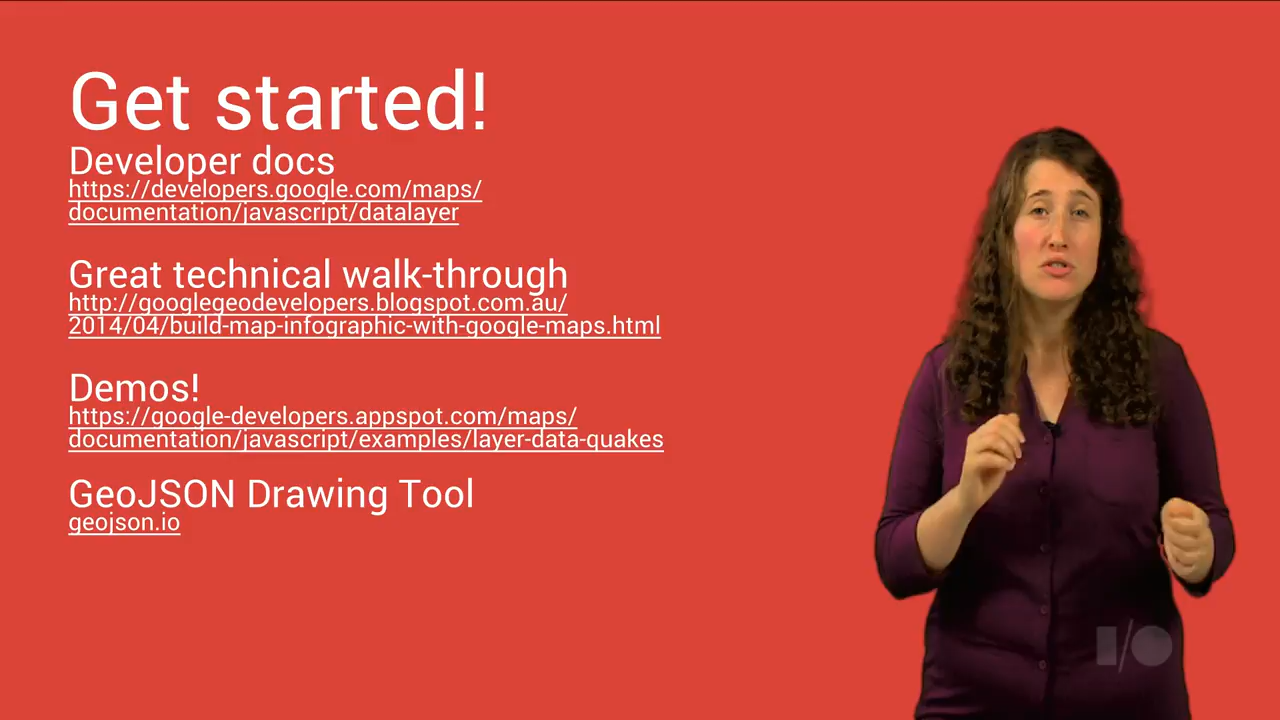 Get started!
Developer docs
https://developers.google.com/maps/
documentation/javascript/datalayer
Great technical walk-through
http://googlegeodevelopers.blogspot.com.au/
2014/04/build-map-infographic-with-google-maps.html
Demos!
https://google-developers.appspot.com/maps/
documentation/javascript/examples/layer-data-quakes
GeoJSON Drawing Tool
geojson.io
I/O